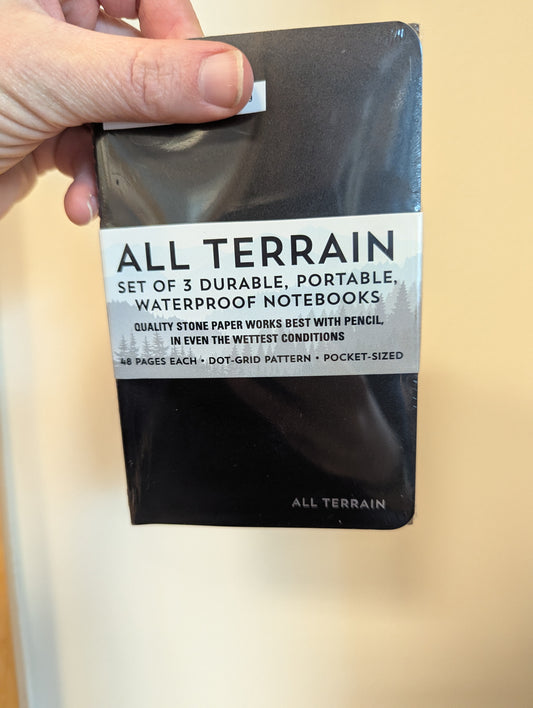 ALL TERRAIN
SET OF 3 DURABLE, PORTABLE,
WATERPROOF NOTEBOOKS
QUALITY STONE PAPER WORKS BEST WITH PENCIL,
IN EVEN THE WETTEST CONDITIONS
48 PAGES EACH • DOT-GRID PATTERN • POCKET-SIZED
ALL TERRAIN